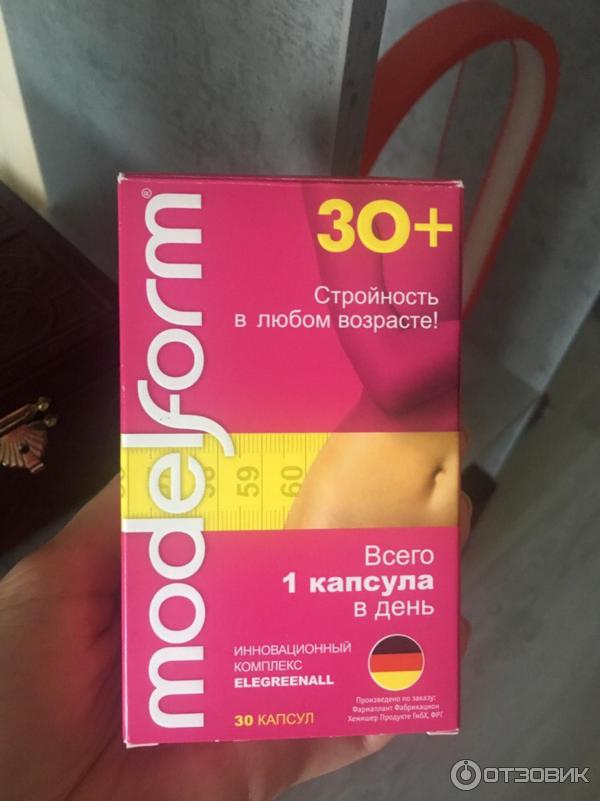 modelform®
30+
Стройность
в любом возрасте!
58
59
60
Всего
1 капсула
в день
ИННОВАЦИОННЫЙ
КОМПЛЕКС
ELEGREENALL
30 КАПСУЛ
Произведено по заказу:
Фармаплант Фабрикацион
Хемишер Продукте ГмбХ, ФРГ
ОТЗОВИК